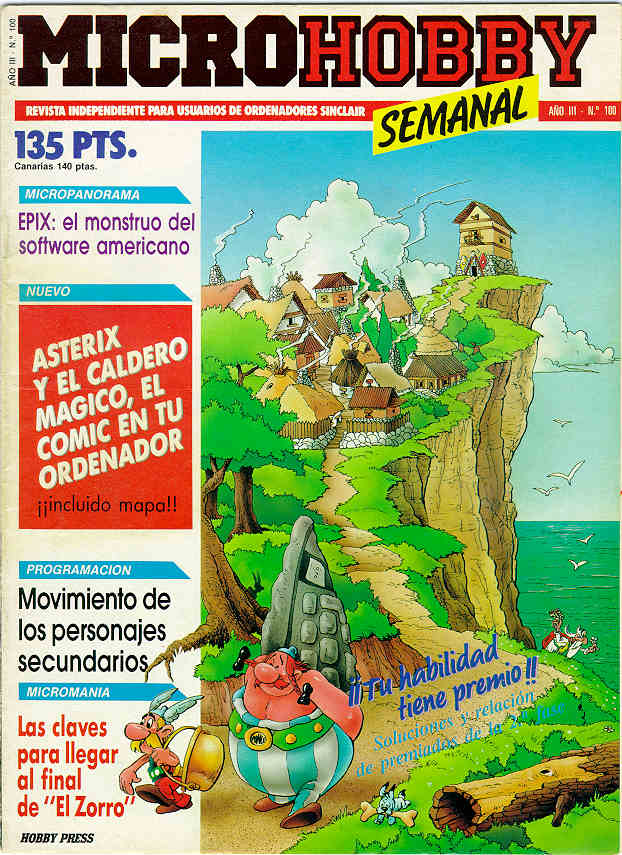 AÑO III - N.º 100
MICROHOBBY
REVISTA INDEPENDIENTE PARA USUARIOS DE ORDENADORES SINCLAIR
SEMANAL
AÑO III - N.º 100
135 PTS.
Canarias 140 ptas.
MICROPANORAMA
EPIX: el monstruo del
software americano
NUEVO
ASTERIX
Y EL CALDERO
MAGICO, EL
COMIC EN TU
ORDENADOR
¡¡incluido mapa!!
PROGRAMACION
Movimiento de
los personajes
secundarios
MICROMANIA
Las claves
para llegar
al final
de "El Zorro"
¡¡¡Tu habilidad
tiene premio!!
Soluciones y relación
de premiados de la 2.ª fase
HOBBY PRESS